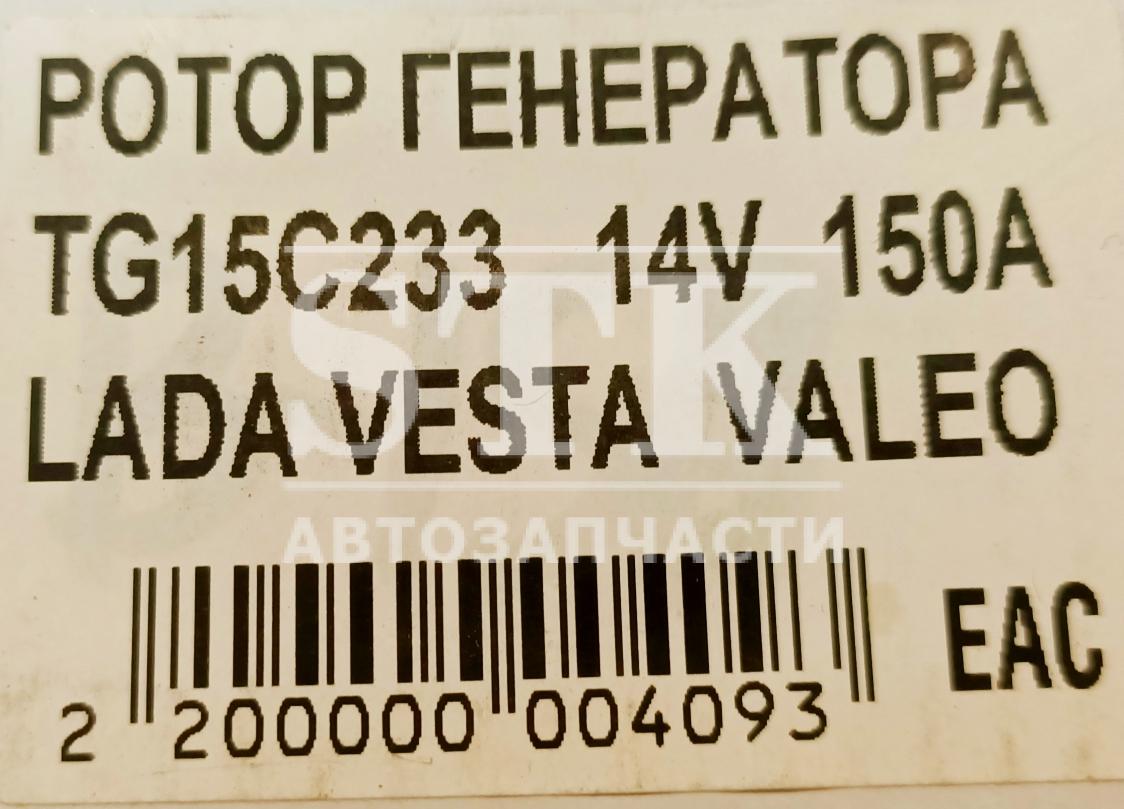 РОТОР ГЕНЕРАТОРА
TG15C233 14V 150A
STK
LADA VESTA VALEO
АВТОЗАПЧАСТИ
2 200000 004093
EAC